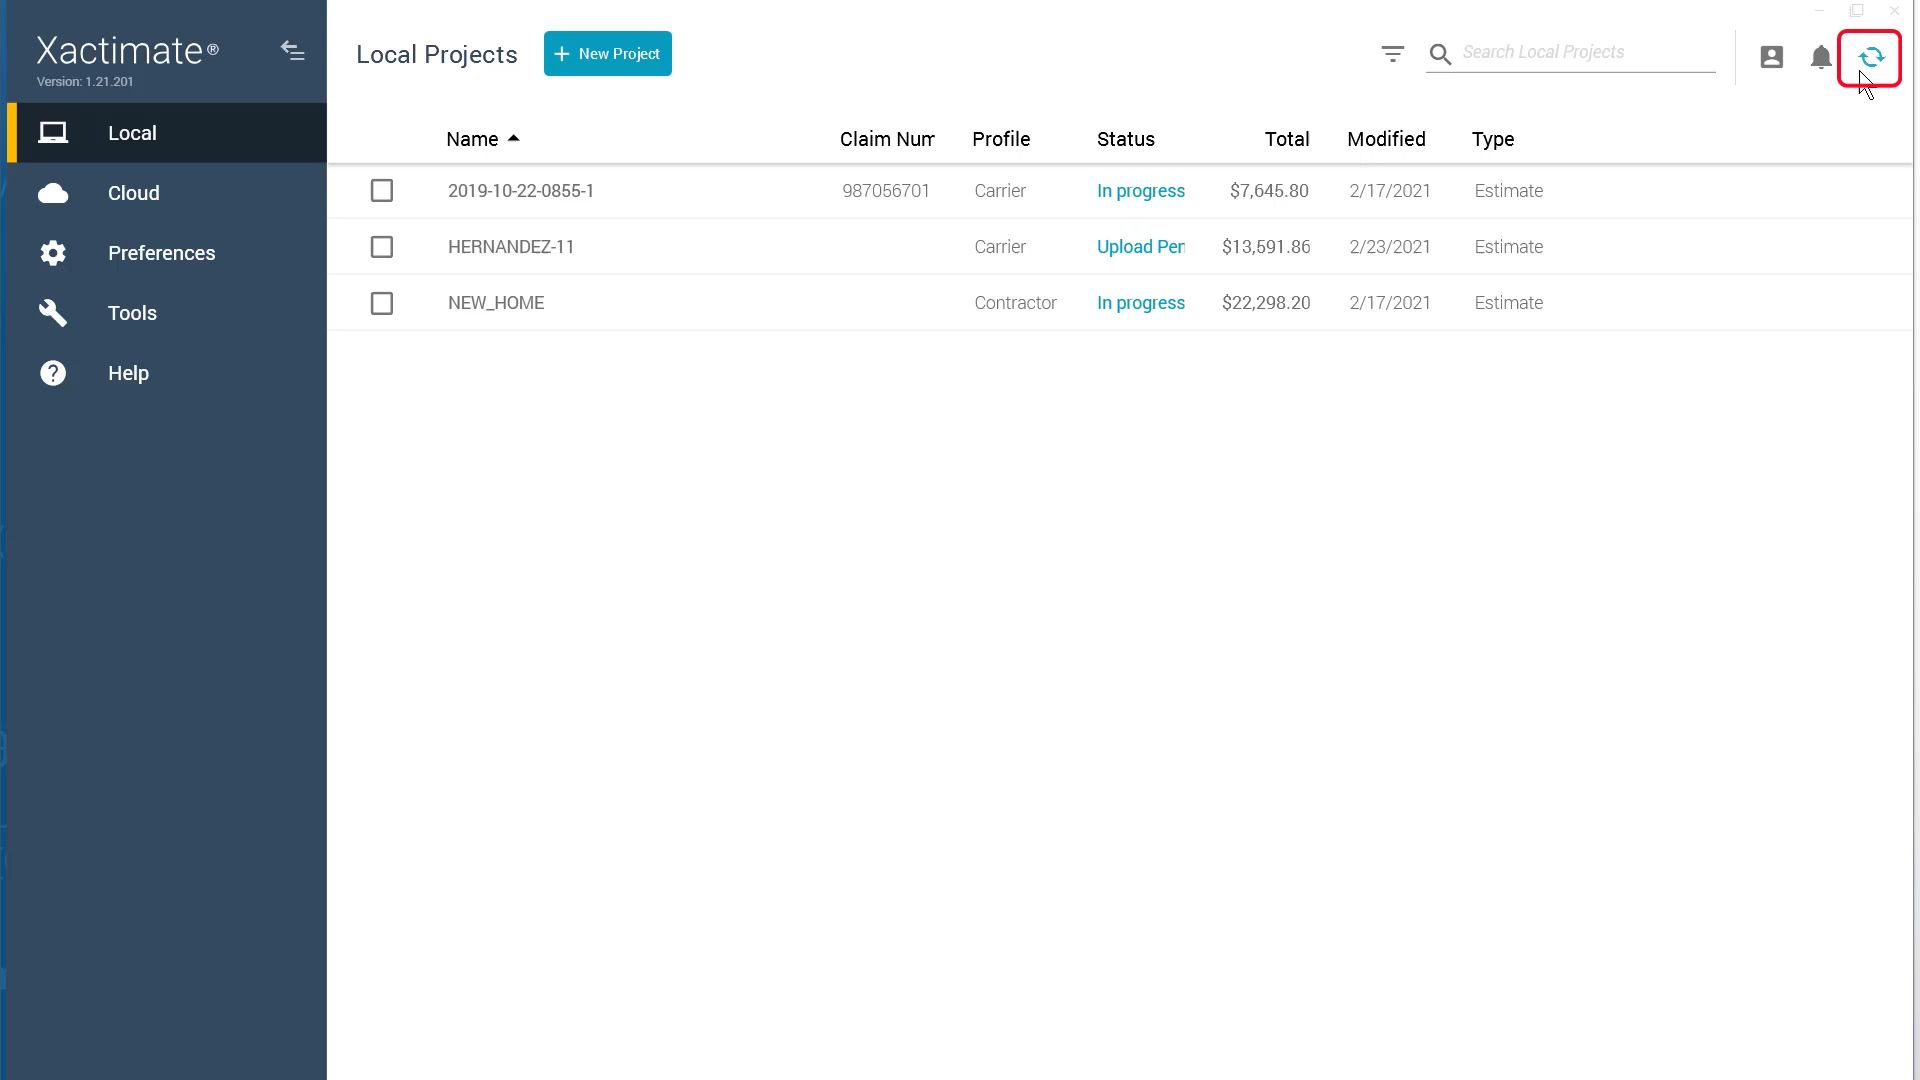 Xactimate®
Version: 1.21.201
Local
Cloud
Preferences
Tools
Help
Local Projects
+ New Project
Search Local Projects
Name Claim Num Profile Status Total Modified Type
2019-10-22-0855-1 987056701 Carrier In progress $7,645.80 2/17/2021 Estimate
HERNANDEZ-11 Carrier Upload Pen $13,591.86 2/23/2021 Estimate
NEW_HOME Contractor In progress $22,298.20 2/17/2021 Estimate